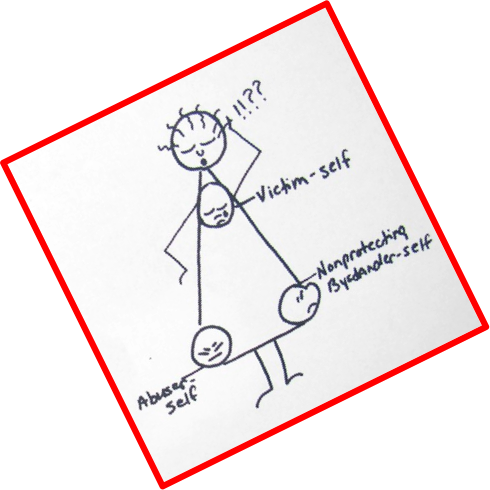 !!??
Victim-self
Nonprotecting
Bystander-self
Abuser-
self